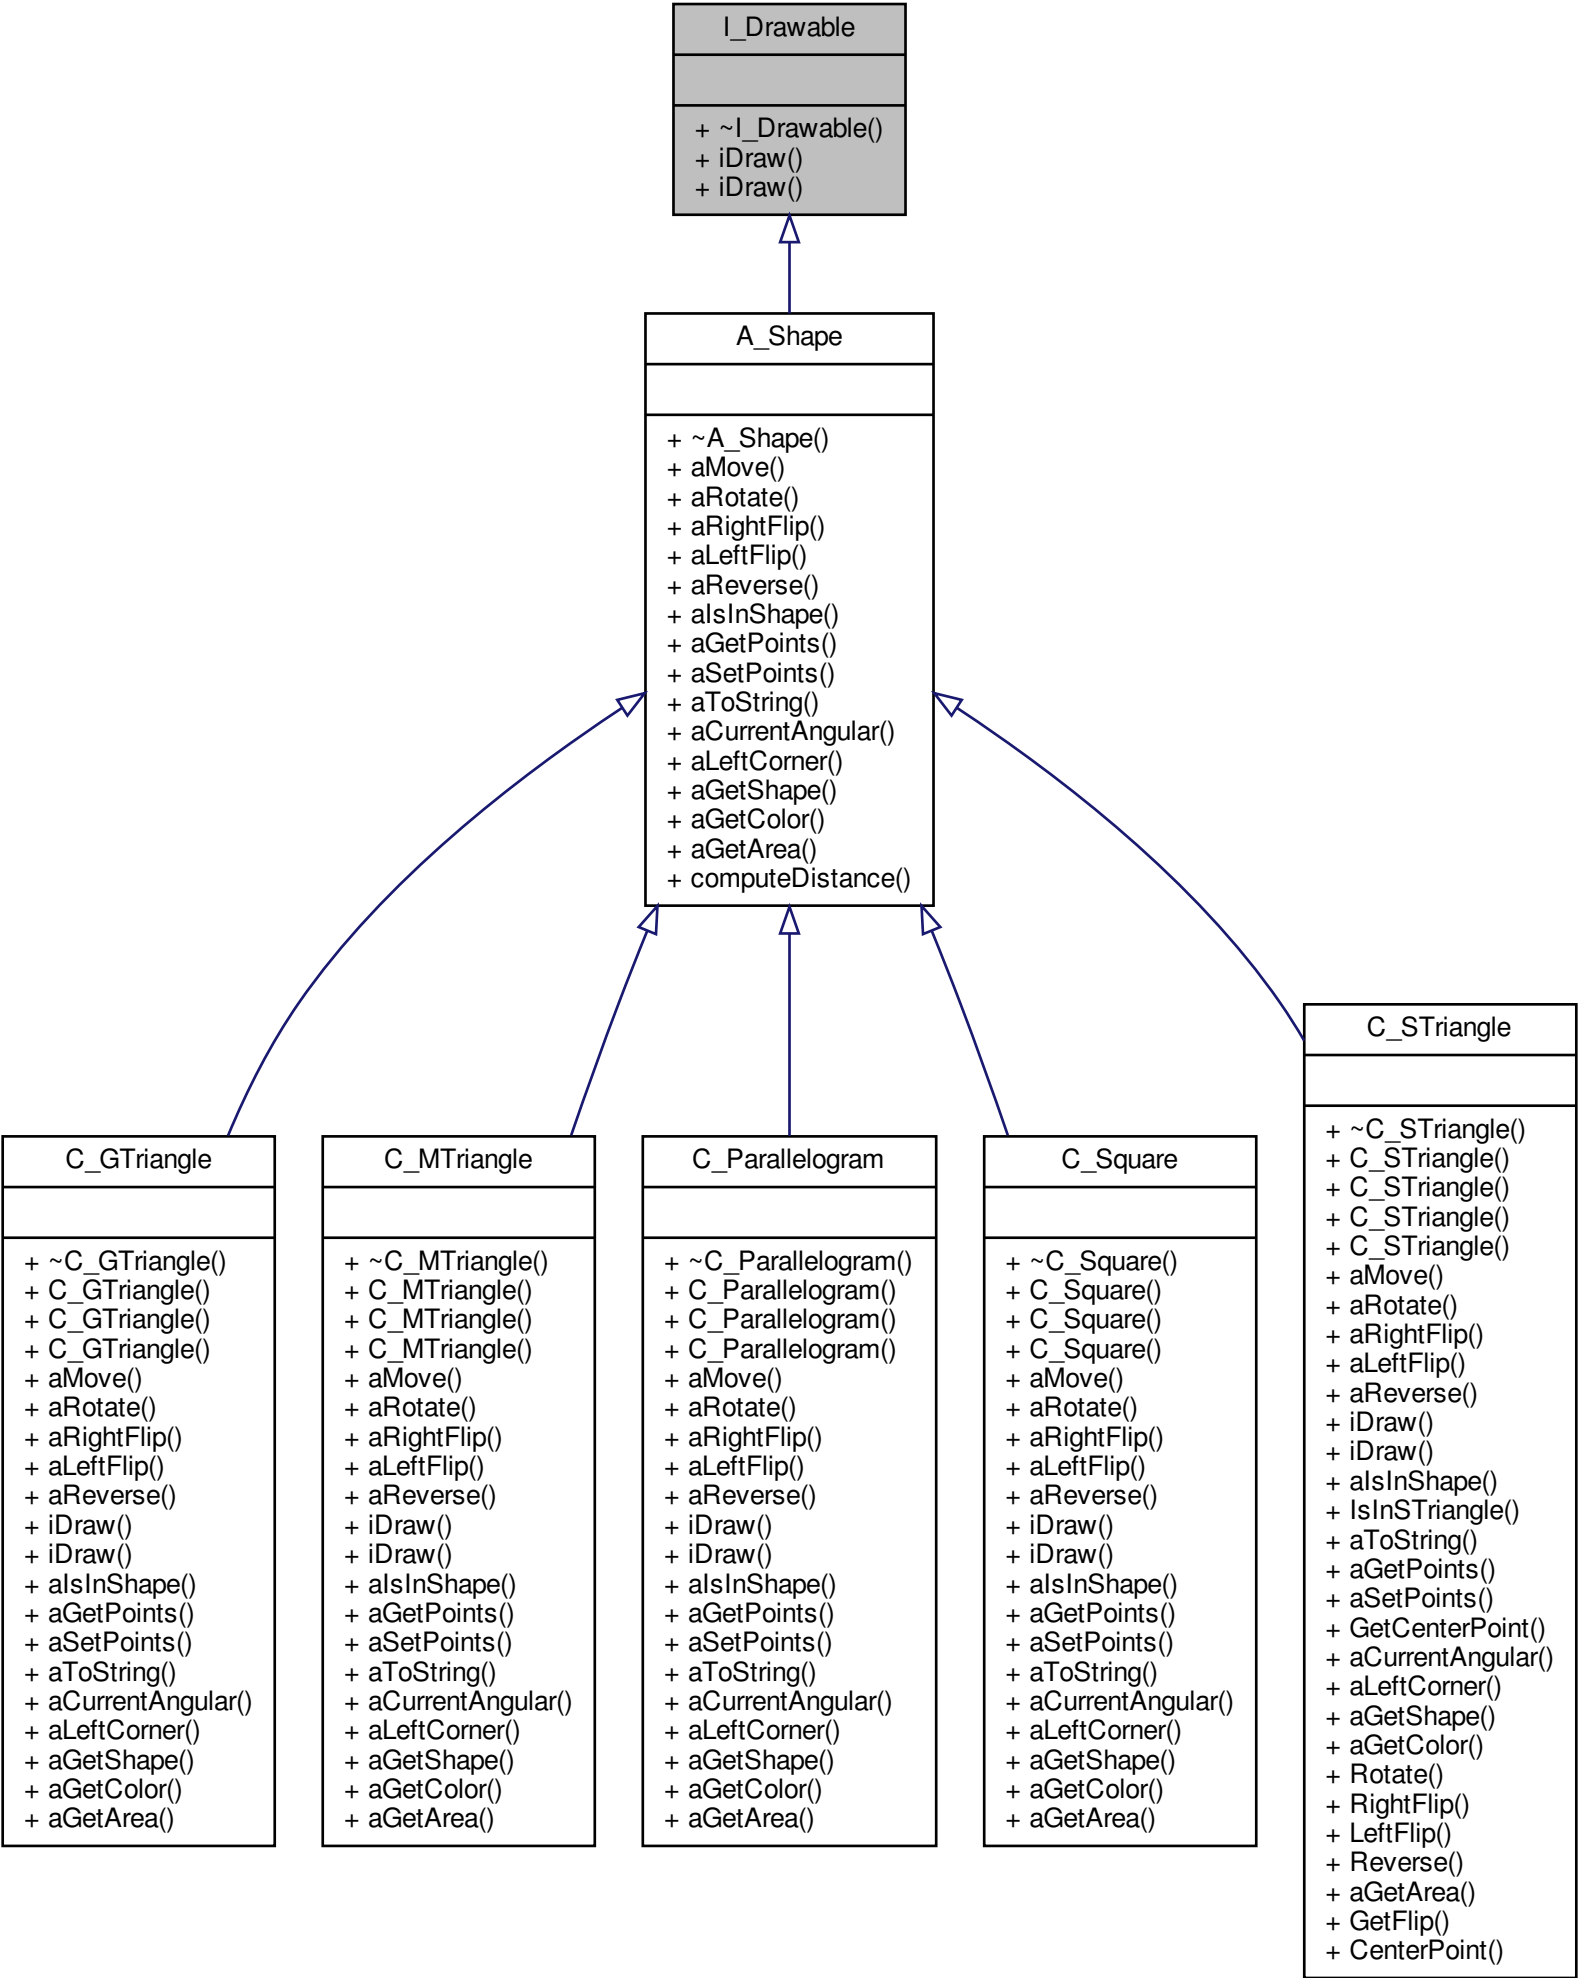 I_Drawable
+ ~I_Drawable()
+ iDraw()
+ iDraw()
A_Shape
+ ~A_Shape()
+ aMove()
+ aRotate()
+ aRightFlip()
+ aLeftFlip()
+ aReverse()
+ aIsInShape()
+ aGetPoints()
+ aSetPoints()
+ aToString()
+ aCurrentAngular()
+ aLeftCorner()
+ aGetShape()
+ aGetColor()
+ aGetArea()
+ computeDistance()
C_GTriangle
+ ~C_GTriangle()
+ C_GTriangle()
+ C_GTriangle()
+ C_GTriangle()
+ aMove()
+ aRotate()
+ aRightFlip()
+ aLeftFlip()
+ aReverse()
+ iDraw()
+ iDraw()
+ aIsInShape()
+ aGetPoints()
+ aSetPoints()
+ aToString()
+ aCurrentAngular()
+ aLeftCorner()
+ aGetShape()
+ aGetColor()
+ aGetArea()
C_MTriangle
+ ~C_MTriangle()
+ C_MTriangle()
+ C_MTriangle()
+ C_MTriangle()
+ aMove()
+ aRotate()
+ aRightFlip()
+ aLeftFlip()
+ aReverse()
+ iDraw()
+ iDraw()
+ aIsInShape()
+ aGetPoints()
+ aSetPoints()
+ aToString()
+ aCurrentAngular()
+ aLeftCorner()
+ aGetShape()
+ aGetColor()
+ aGetArea()
C_Parallelogram
+ ~C_Parallelogram()
+ C_Parallelogram()
+ C_Parallelogram()
+ C_Parallelogram()
+ aMove()
+ aRotate()
+ aRightFlip()
+ aLeftFlip()
+ aReverse()
+ iDraw()
+ iDraw()
+ aIsInShape()
+ aGetPoints()
+ aSetPoints()
+ aToString()
+ aCurrentAngular()
+ aLeftCorner()
+ aGetShape()
+ aGetColor()
+ aGetArea()
C_Square
+ ~C_Square()
+ C_Square()
+ C_Square()
+ C_Square()
+ aMove()
+ aRotate()
+ aRightFlip()
+ aLeftFlip()
+ aReverse()
+ iDraw()
+ iDraw()
+ aIsInShape()
+ aGetPoints()
+ aSetPoints()
+ aToString()
+ aCurrentAngular()
+ aLeftCorner()
+ aGetShape()
+ aGetColor()
+ aGetArea()
C_STriangle
+ ~C_STriangle()
+ C_STriangle()
+ C_STriangle()
+ C_STriangle()
+ C_STriangle()
+ aMove()
+ aRotate()
+ aRightFlip()
+ aLeftFlip()
+ aReverse()
+ iDraw()
+ iDraw()
+ aIsInShape()
+ IsInSTriangle()
+ aToString()
+ aGetPoints()
+ aSetPoints()
+ GetCenterPoint()
+ aCurrentAngular()
+ aLeftCorner()
+ aGetShape()
+ aGetColor()
+ Rotate()
+ RightFlip()
+ LeftFlip()
+ Reverse()
+ aGetArea()
+ GetFlip()
+ CenterPoint()